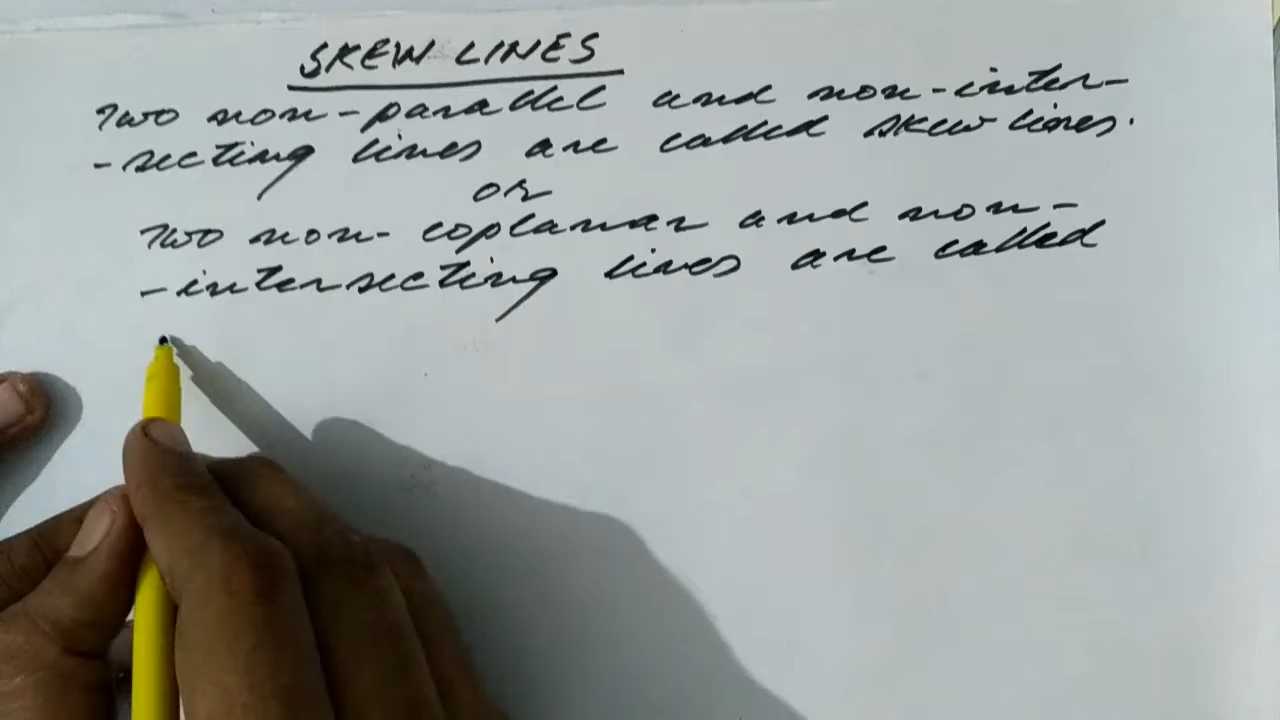 SKEW LINES
Two non-parallel and non-inter-
-secting lines are called skew lines.
or
Two non-coplanar and non-
-intersecting lines are called